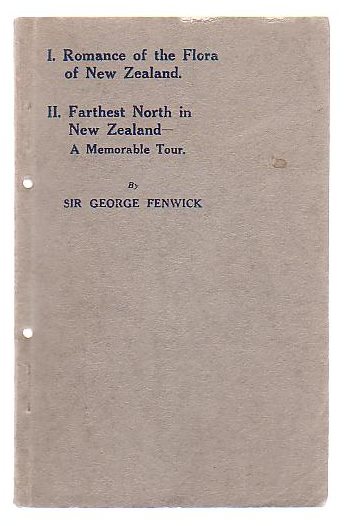 I. Romance of the Flora
of New Zealand.
II. Farthest North in
New Zealand—
A Memorable Tour.
By
SIR GEORGE FENWICK